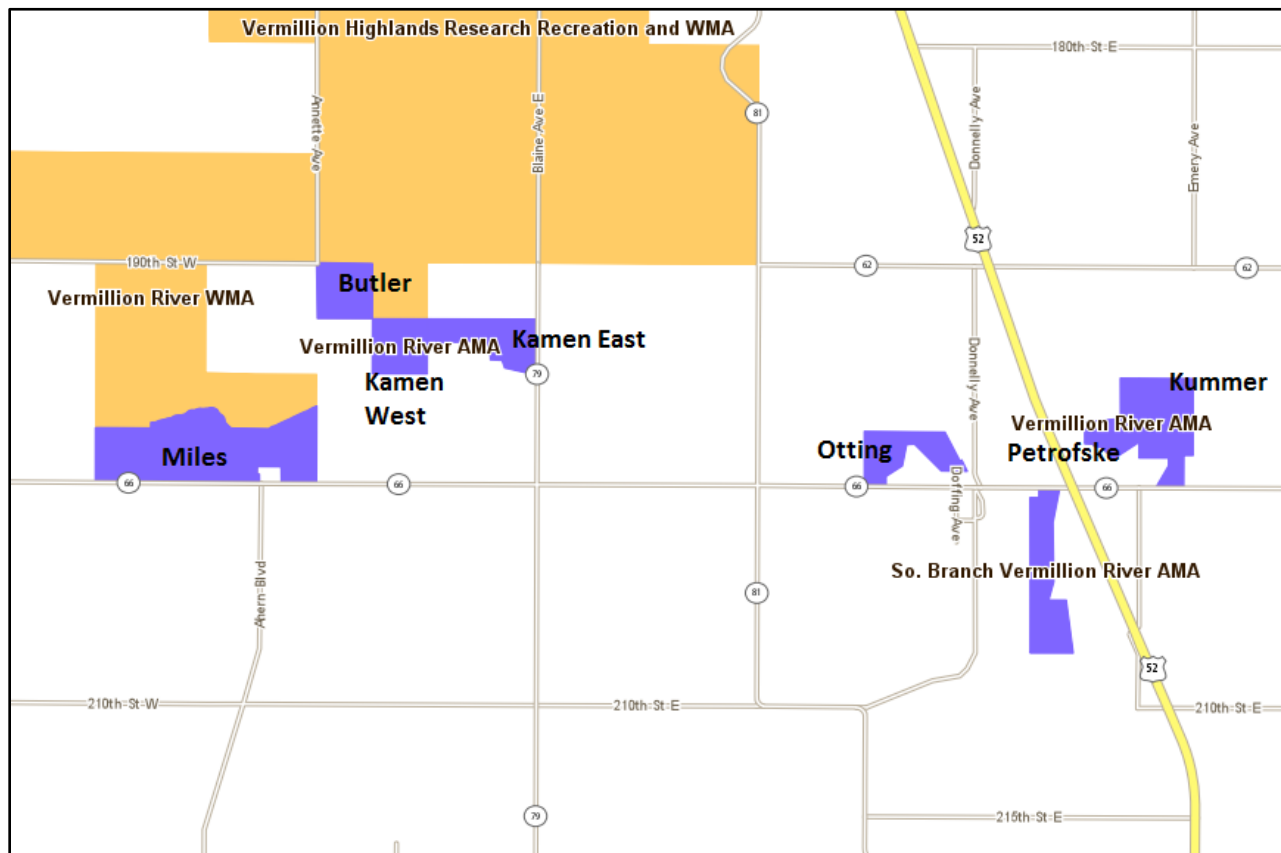 Vermillion Highlands Research Recreation and WMA
180th St E
Annette Ave
Blaine Ave E
81
Donnelly Ave
Emery Ave
52
190th St W
62
62
Butler
Vermillion River WMA
Vermillion River AMA
Kamen East
79
Kamen
West
Donnelly Ave
Kummer
Vermillion River AMA
Otting
Petrofske
Miles
66
66
66
66
Doffing Ave
So. Branch Vermillion River AMA
Ahern Blvd
81
52
210th St W
210th St E
210th St E
79
215th St E